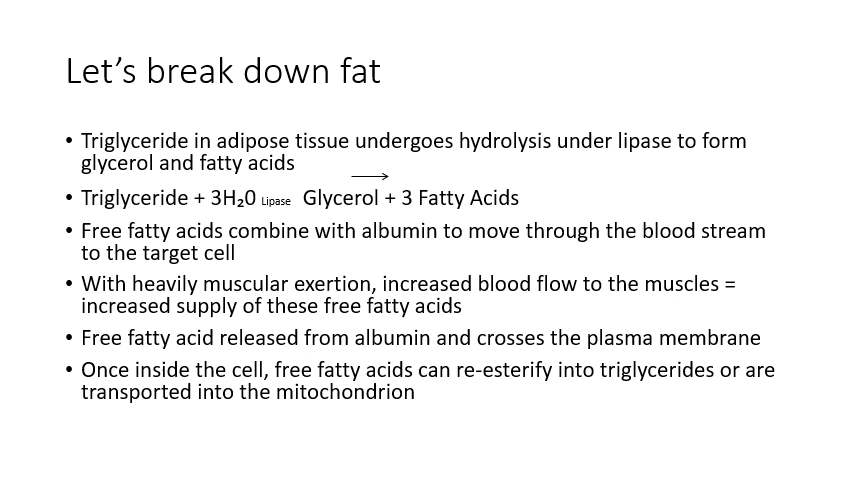 Let's break down fat
• Triglyceride in adipose tissue undergoes hydrolysis under lipase to form
glycerol and fatty acids
• Triglyceride + 3H₂0 Lipase Glycerol + 3 Fatty Acids
• Free fatty acids combine with albumin to move through the blood stream
to the target cell
• With heavily muscular exertion, increased blood flow to the muscles =
increased supply of these free fatty acids
• Free fatty acid released from albumin and crosses the plasma membrane
• Once inside the cell, free fatty acids can re-esterify into triglycerides or are
transported into the mitochondrion